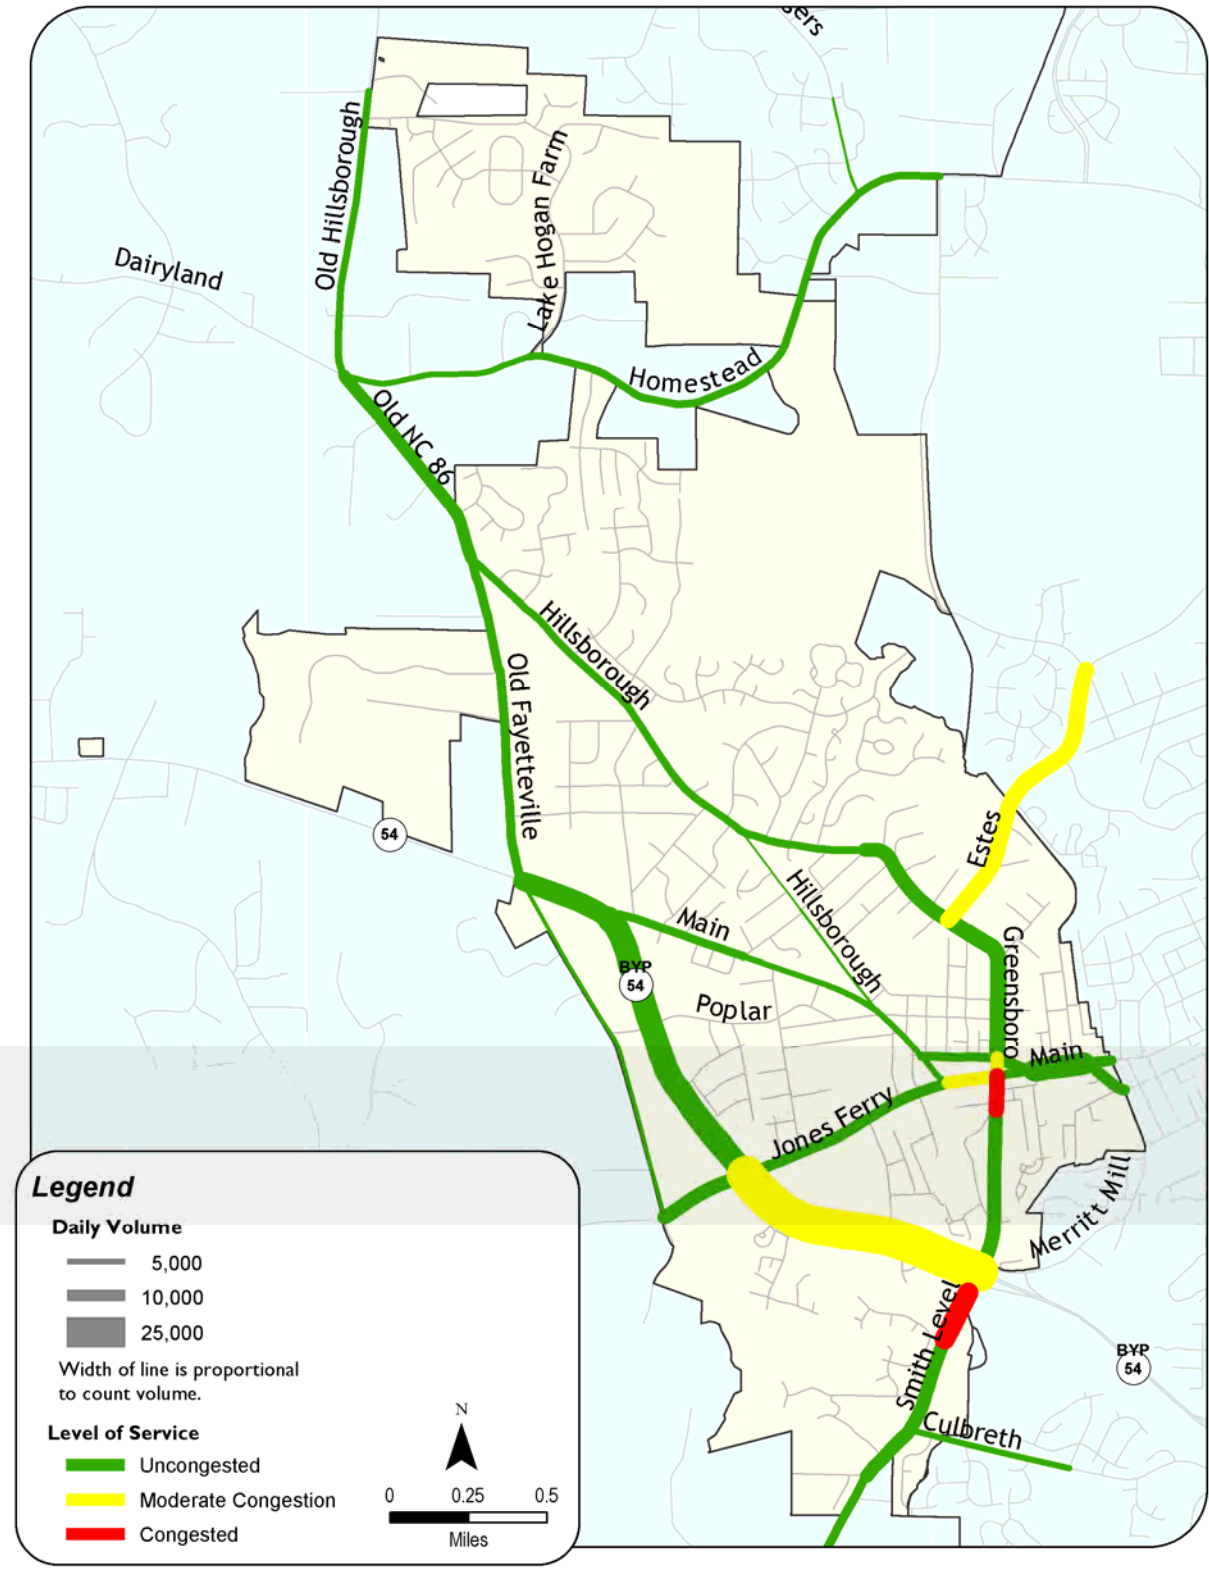 Old Hillsborough
Lake Hogan Farm
Dairyland
Homestead
Old NC 86
Hillsborough
Old Fayetteville
54
Estes
Hillsborough
Main
Greensboro
BYP
54
Poplar
Main
Jones Ferry
Merritt Mill
Smith Level
BYP
54
Culbreth
Legend
Daily Volume
5,000
10,000
25,000
Width of line is proportional
to count volume.
Level of Service
Uncongested
Moderate Congestion
Congested
N
0 0.25 0.5
Miles